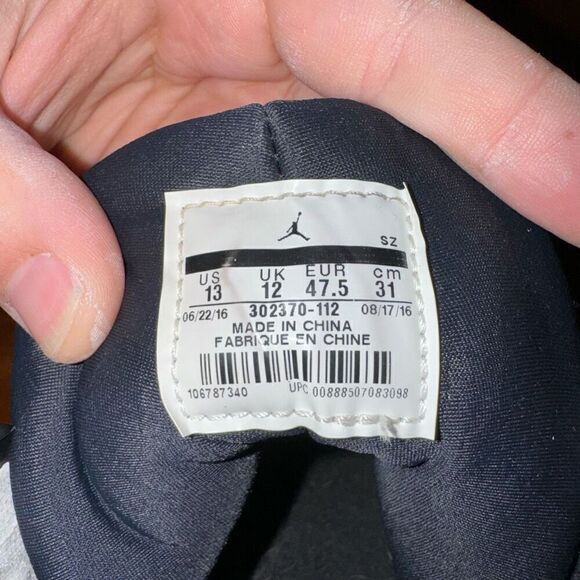 SZ
US UK EUR cm
13 12 47.5 31
06/22/16 302370-112 08/17/16
MADE IN CHINA
FABRIQUE EN CHINE
106787340 UPC 00888507083098